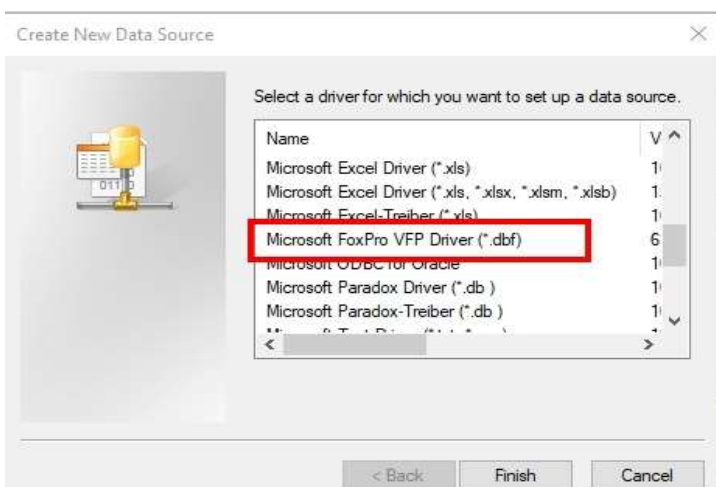 Create New Data Source
Select a driver for which you want to set up a data source.
Name
Microsoft Excel Driver (*.xls)
Microsoft Excel Driver (*.xls, *.xlsx, *.xlsm, *.xlsb)
Microsoft Excel-Treiber (*.xls)
Microsoft FoxPro VFP Driver (*.dbf) 6
Microsoft ODBC for Oracle
Microsoft Paradox Driver (*.db )
Microsoft Paradox-Treiber (*.db )
< Back Finish Cancel